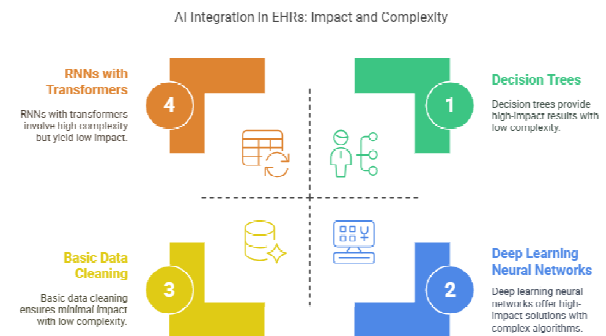 AI Integration in EHRs: Impact and Complexity
RNNs with
Transformers
4
RNNs with transformers
involve high complexity
but yield low impact.
1
Decision Trees
Decision trees provide
high-impact results with
low complexity.
Basic Data
Cleaning
3
Basic data cleaning
ensures minimal impact
with low complexity.
2
Deep Learning
Neural Networks
Deep learning neural
networks offer high-
impact solutions with
complex algorithms.